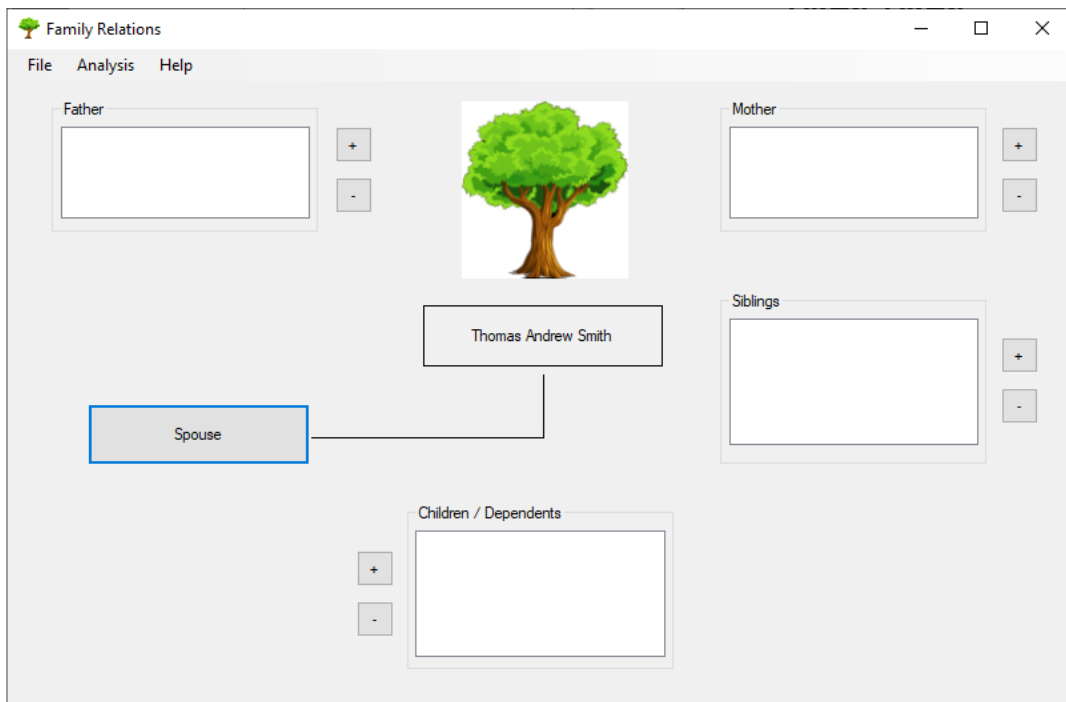 Family Relations
File Analysis Help
Father
Mother
+
+
-
-
Thomas Andrew Smith
Siblings
+
-
Spouse
Children / Dependents
+
-